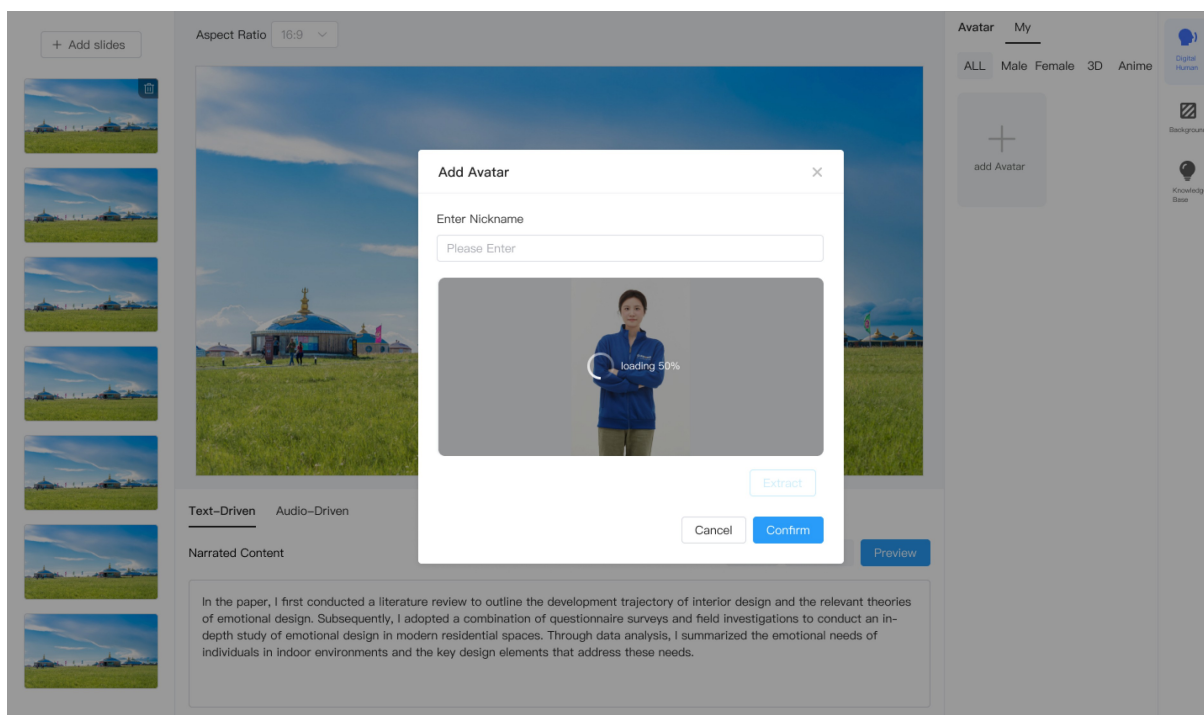 + Add slides
Aspect Ratio 16:9
Avatar My
ALL Male Female 3D Anime
Digital
Human
Background
Knowledg
Base
add Avatar
Add Avatar
Enter Nickname
Please Enter
loading 50%
Extract
Cancel Confirm
Text-Driven Audio-Driven
Narrated Content
Preview
In the paper, I first conducted a literature review to outline the development trajectory of interior design and the relevant theories
of emotional design. Subsequently, I adopted a combination of questionnaire surveys and field investigations to conduct an in-
depth study of emotional design in modern residential spaces. Through data analysis, I summarized the emotional needs of
individuals in indoor environments and the key design elements that address these needs.